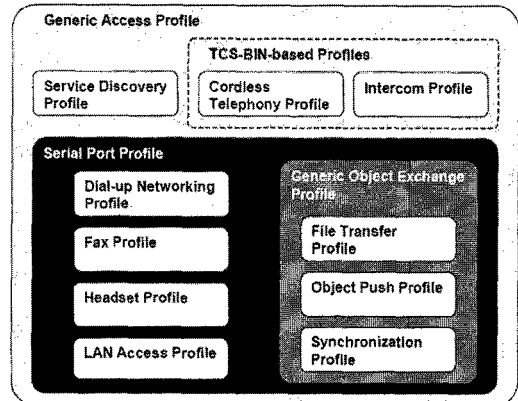 Generic Access Profile
TCS-BIN-based Profiles
Service Discovery
Profile
Cordless
Telephony Profile
Intercom Profile
Serial Port Profile
Dial-up Networking
Profile
Fax Profile
Headset Profile
LAN Access Profile
Generic Object Exchange
Profile
File Transfer
Profile
Object Push Profile
Synchronization
Profile